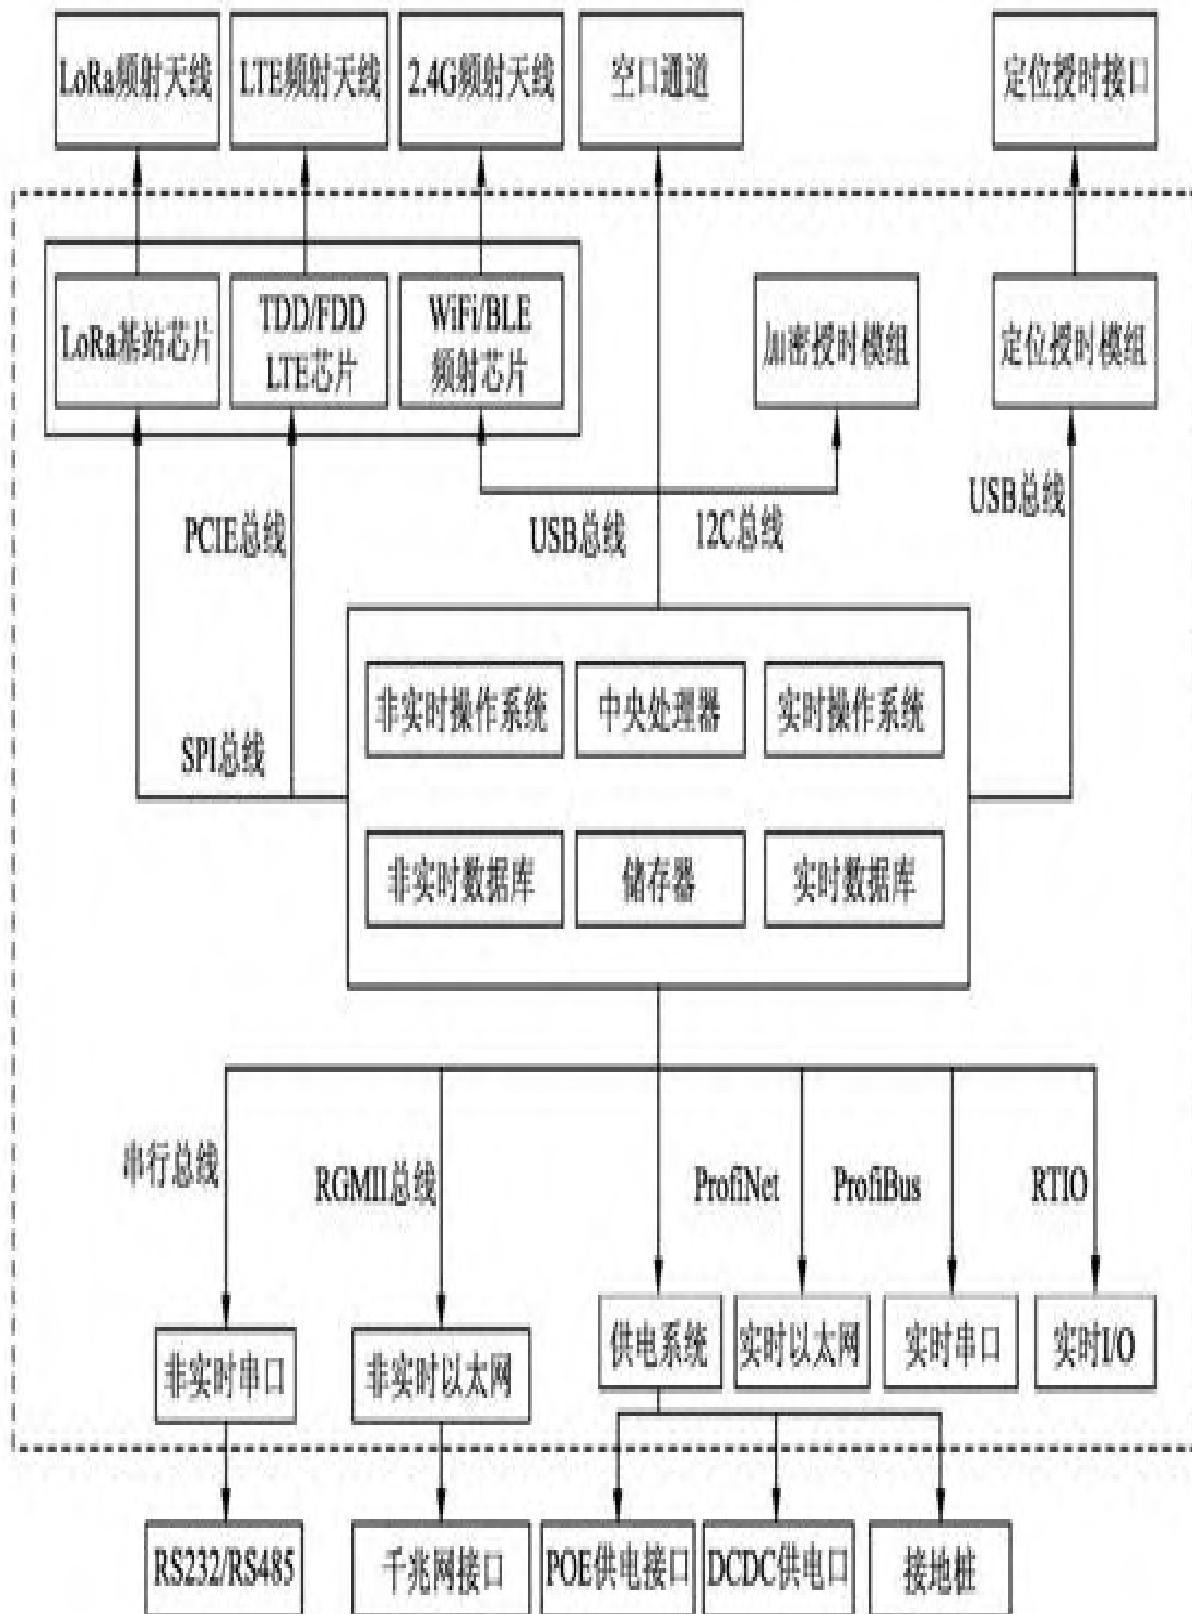 LoRa频射天线
LTE频射天线
2.4G频射天线
空口通道
定位授时接口
LoRa基站芯片
TDD/FDD
LTE芯片
WiFi/BLE
频射芯片
加密授时模组
定位授时模组
PCIE总线
USB总线
I2C总线
USB总线
SPI总线
非实时操作系统
中央处理器
实时操作系统
非实时数据库
储存器
实时数据库
串行总线
RGMII总线
ProfiNet
ProfiBus
RTIO
非实时串口
非实时以太网
供电系统
实时以太网
实时串口
实时I/O
RS232/RS485
千兆网接口
POE供电接口
DCDC供电口
接地桩